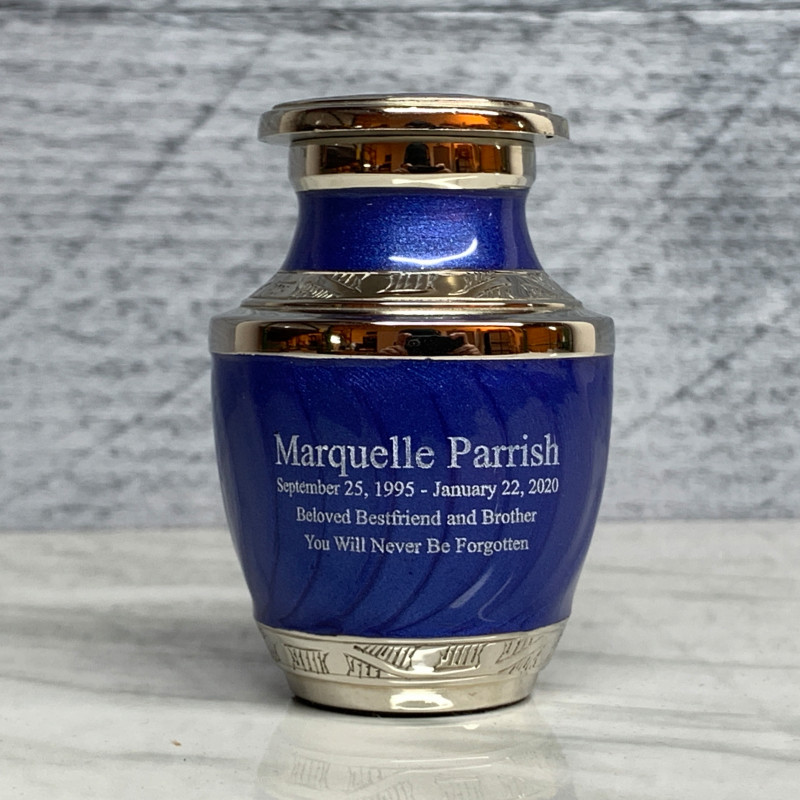 Marquelle Parrish
September 25, 1995 - January 22, 2020
Beloved Bestfriend and Brother
You Will Never Be Forgotten